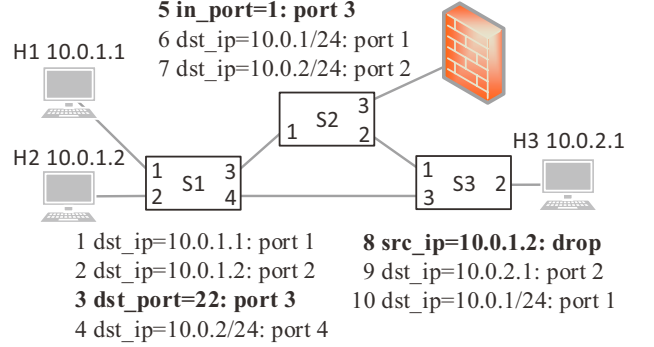 5 in_port=1: port 3
6 dst_ip=10.0.1/24: port 1
7 dst_ip=10.0.2/24: port 2
H1 10.0.1.1
S2
3
1
2
H3 10.0.2.1
H2 10.0.1.2
1
S1
3
2
4
1
S3
2
3
1 dst_ip=10.0.1.1: port 1
2 dst_ip=10.0.1.2: port 2
3 dst_port=22: port 3
4 dst_ip=10.0.2/24: port 4
8 src_ip=10.0.1.2: drop
9 dst_ip=10.0.2.1: port 2
10 dst_ip=10.0.1/24: port 1